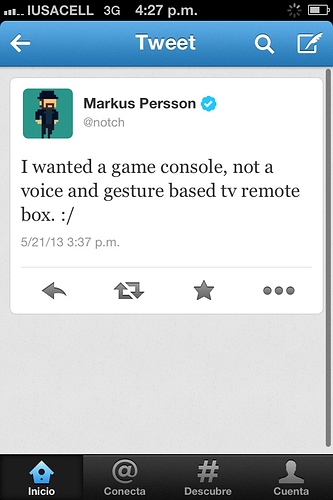 IUSACELL 3G 4:27 p.m.
Tweet
Markus Persson
@notch
I wanted a game console, not a
voice and gesture based tv remote
box. :/
5/21/13 3:37 p.m.
Inicio @ Conecta # Descubre Cuenta